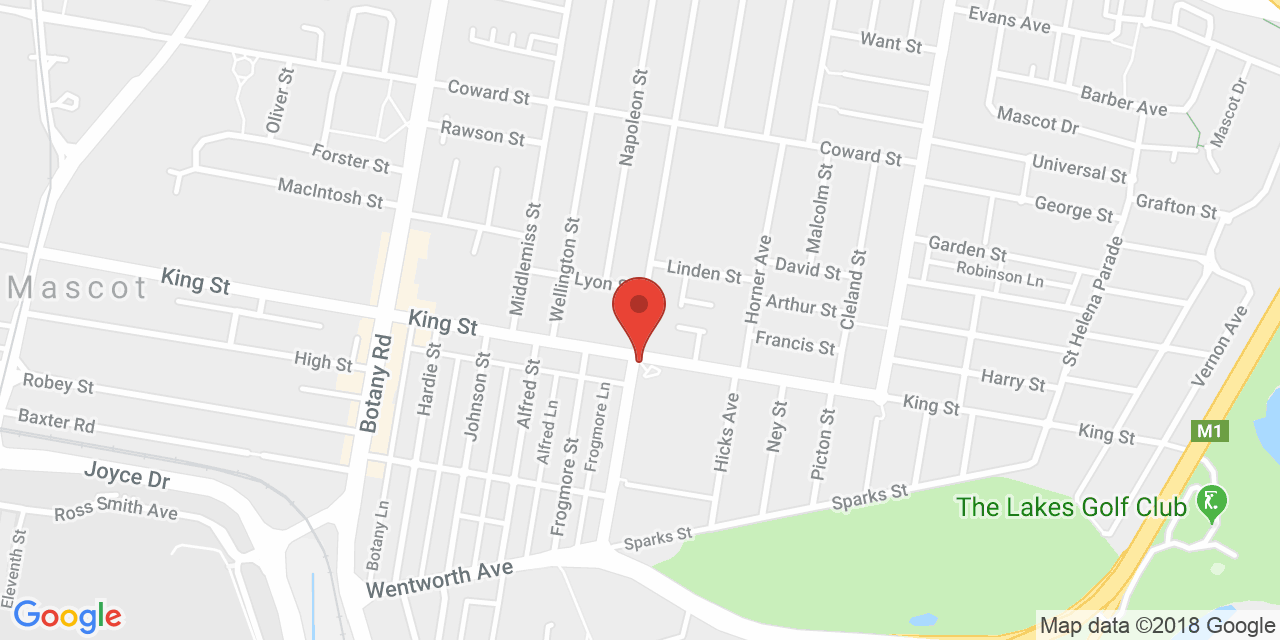 Evans Ave
Want St
Coward St
Napoleon St
Oliver St
Barber Ave
Mascot Dr
Mascot Dr
Rawson St
Forster St
Coward St
Universal St
MacIntosh St
Malcolm St
George St
Grafton St
Middlemiss St
Wellington St
Garden St
Mascot
King St
Lyon S
Linden St
David St
Robinson Ln
Horner Ave
Arthur St
Cleland St
St Helena Parade
Vernon Ave
King St
Francis St
High St
Botany Rd
Hardie St
Johnson St
Alfred St
Harry St
Robey St
Baxter Rd
Alfred Ln
Frogmore Ln
Hicks Ave
Ney St
King St
King St
M1
Picton St
Joyce Dr
Frogmore St
Sparks St
The Lakes Golf Club
Ross Smith Ave
Botany Ln
Sparks St
Eleventh St
Wentworth Ave
Google
Map data ©2018 Google